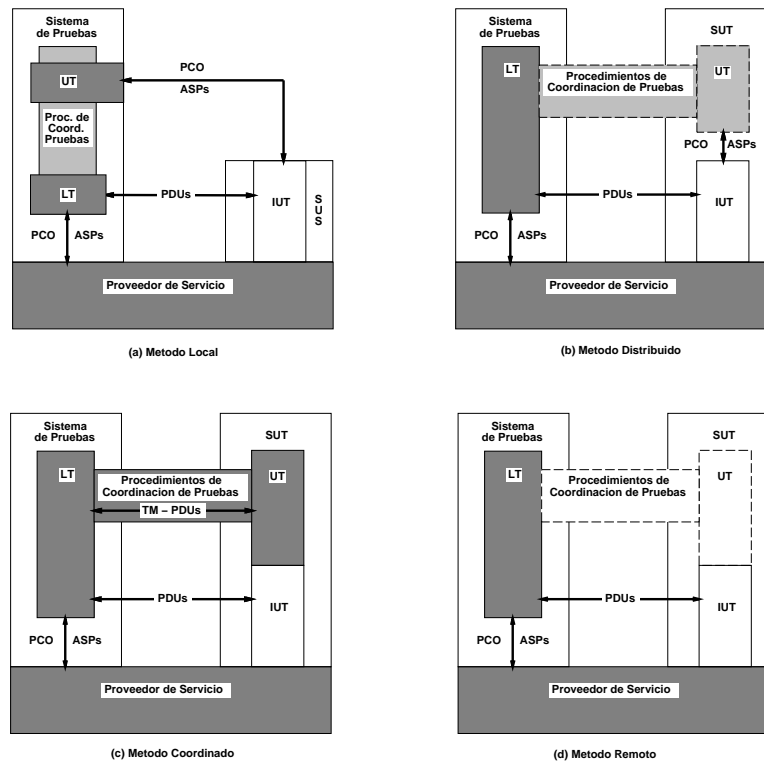 Sistema
de Pruebas
UT
PCO
ASPs
Proc. de
Coord.
Pruebas
LT
PDUs
IUT
SUS
PCO
ASPs
Proveedor de Servicio
(a) Metodo Local
Sistema
de Pruebas
SUT
LT
UT
Procedimientos de
Coordinacion de Pruebas
PCO
ASPs
PDUs
IUT
PCO
ASPs
Proveedor de Servicio
(b) Metodo Distribuido
Sistema
de Pruebas
SUT
LT
UT
Procedimientos de
Coordinacion de Pruebas
TM – PDUs
PDUs
IUT
PCO
ASPs
Proveedor de Servicio
(c) Metodo Coordinado
Sistema
de Pruebas
SUT
LT
UT
Procedimientos de
Coordinacion de Pruebas
PDUs
IUT
PCO
ASPs
Proveedor de Servicio
(d) Metodo Remoto